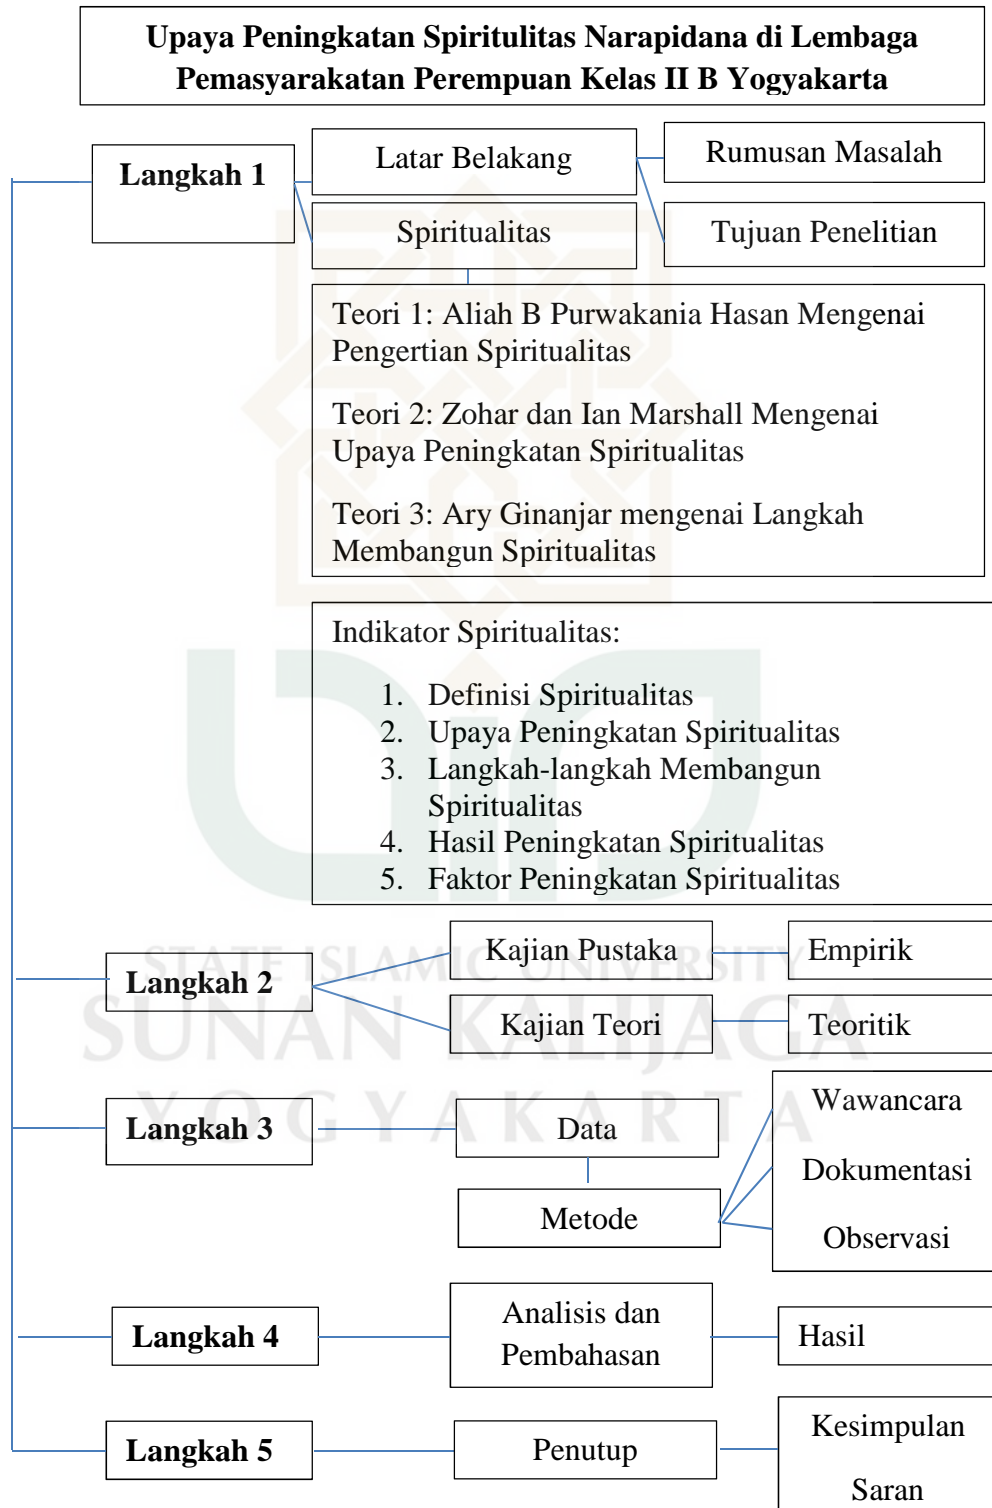 Upaya Peningkatan Spiritulitas Narapidana di Lembaga
Pemasyarakatan Perempuan Kelas II B Yogyakarta
Langkah 1
Latar Belakang
Rumusan Masalah
Tujuan Penelitian
Spiritualitas
Teori 1: Aliah B Purwakania Hasan Mengenai
Pengertian Spiritualitas
Teori 2: Zohar dan Ian Marshall Mengenai
Upaya Peningkatan Spiritualitas
Teori 3: Ary Ginanjar mengenai Langkah
Membangun Spiritualitas
Indikator Spiritualitas:
1. Definisi Spiritualitas
2. Upaya Peningkatan Spiritualitas
3. Langkah-langkah Membangun
Spiritualitas
4. Hasil Peningkatan Spiritualitas
5. Faktor Peningkatan Spiritualitas
Langkah 2
Kajian Pustaka
Empirik
Kajian Teori
Teoritik
Langkah 3
Data
Metode
Wawancara
Dokumentasi
Observasi
Langkah 4
Analisis dan
Pembahasan
Hasil
Langkah 5
Penutup
Kesimpulan
Saran
STATE ISLAMIC UNIVERSITY
SUNAN KALIJAGA
YOGYAKARTA